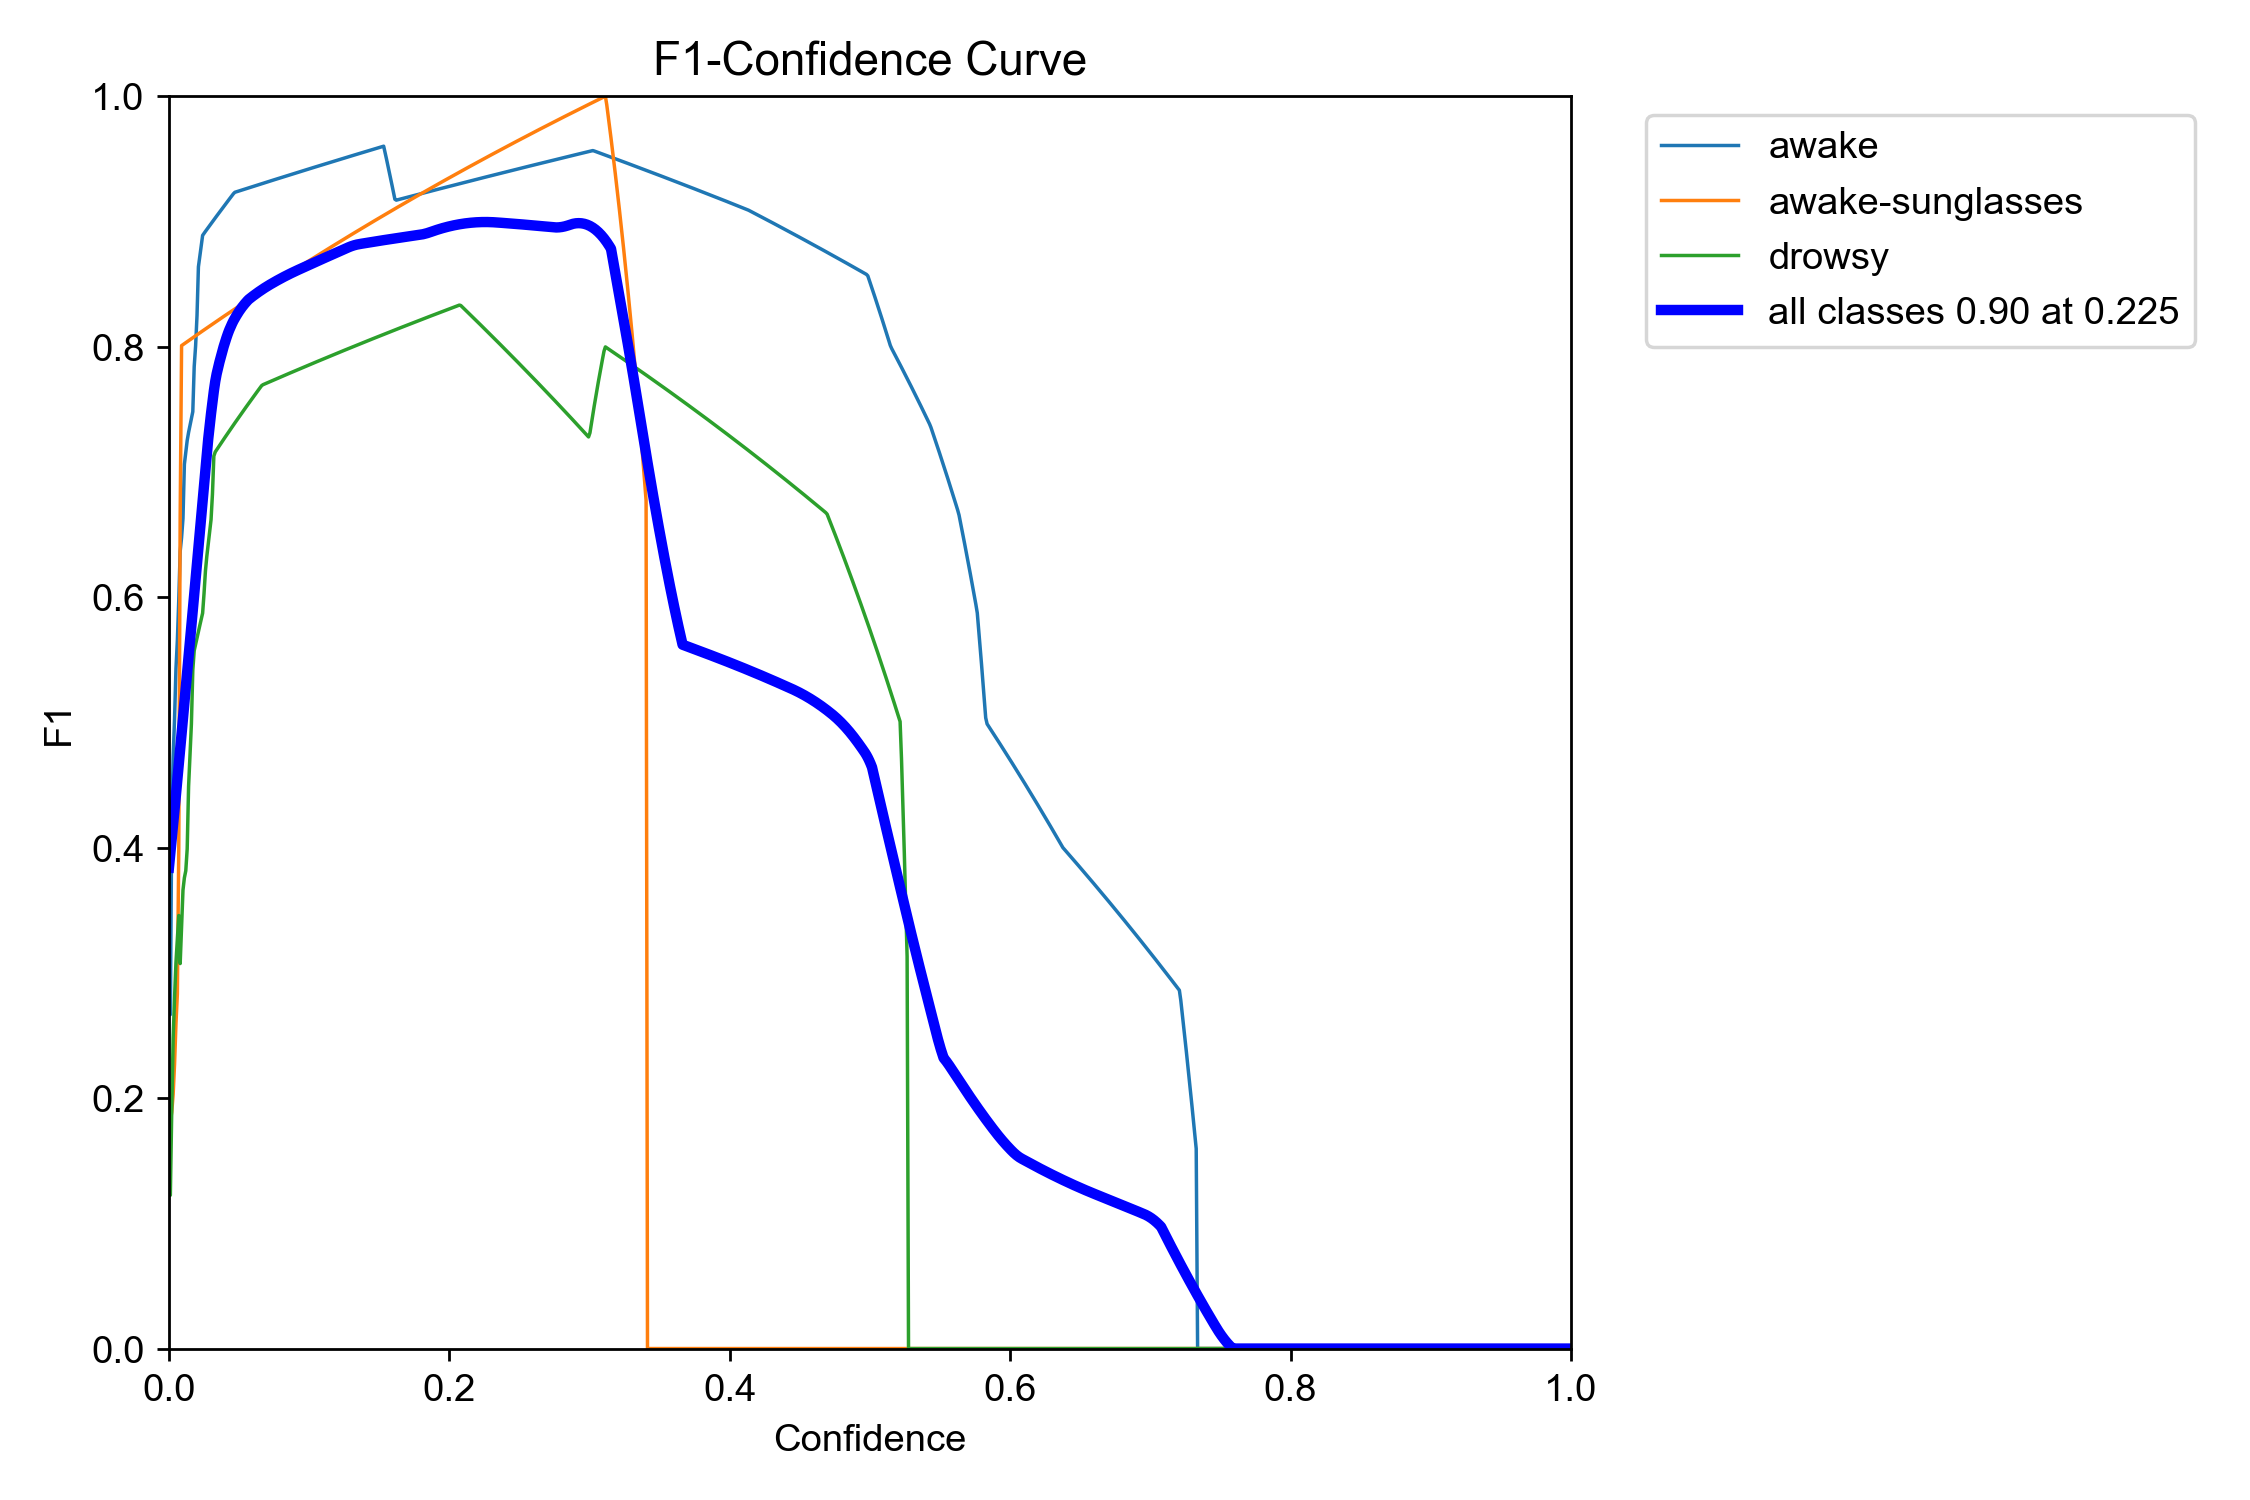 F1-Confidence Curve
1.0
0.8
0.6
0.4
0.2
0.0
F1
0.0 0.2 0.4 0.6 0.8 1.0
Confidence
awake
awake-sunglasses
drowsy
all classes 0.90 at 0.225